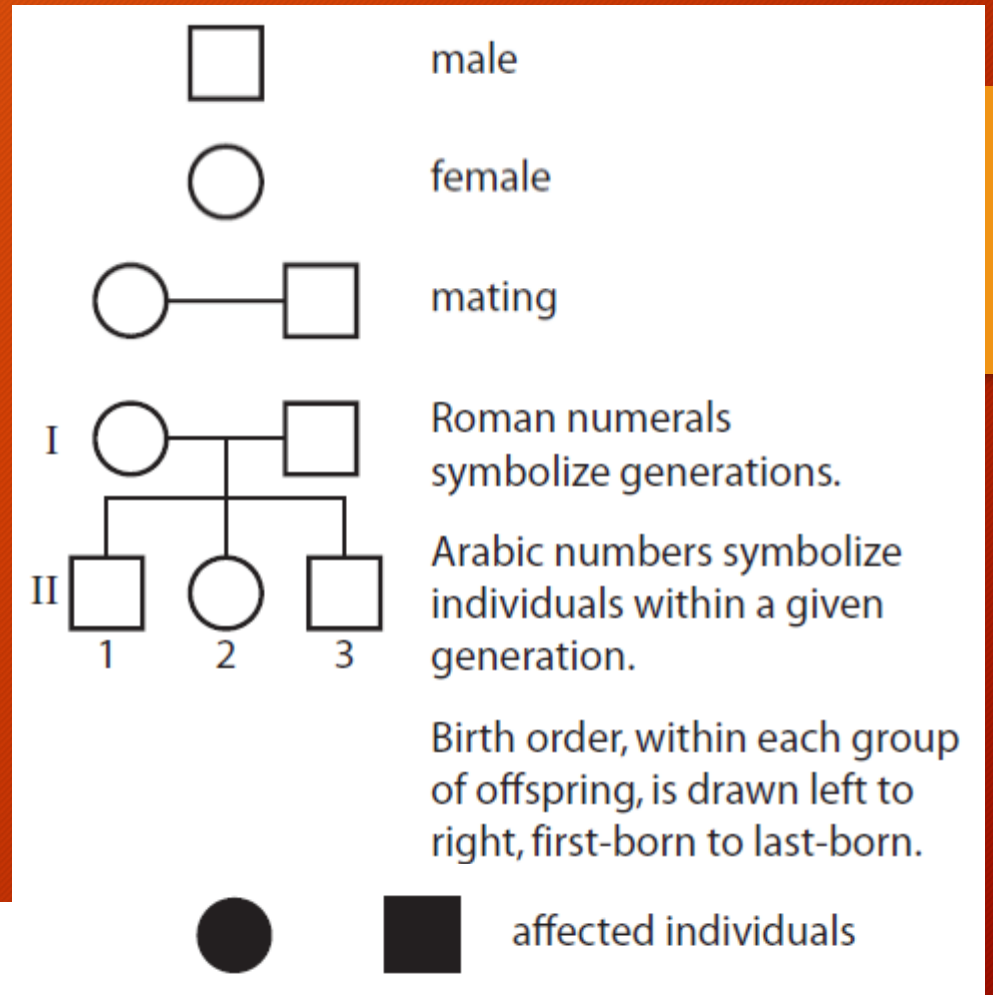 male
female
mating
I
Roman numerals
symbolize generations.
II
1 2 3
Arabic numbers symbolize
individuals within a given
generation.
Birth order, within each group
of offspring, is drawn left to
right, first-born to last-born.
affected individuals